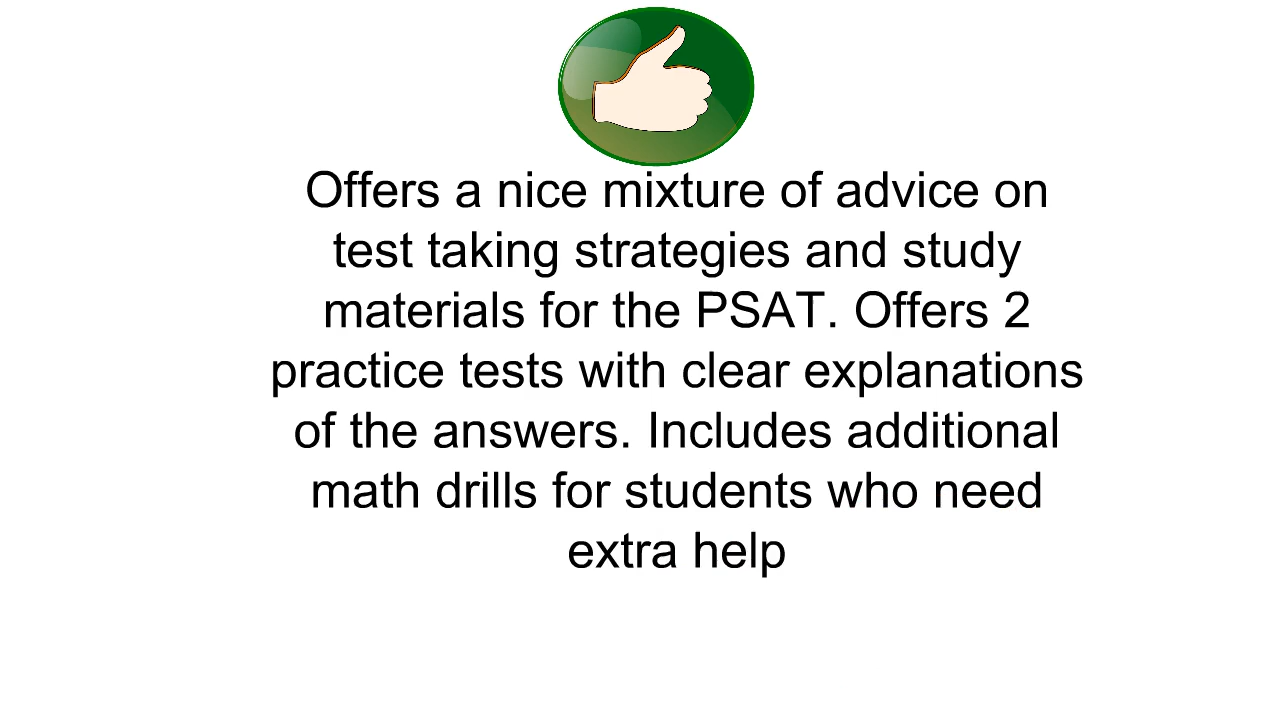 Offers a nice mixture of advice on
test taking strategies and study
materials for the PSAT. Offers 2
practice tests with clear explanations
of the answers. Includes additional
math drills for students who need
extra help